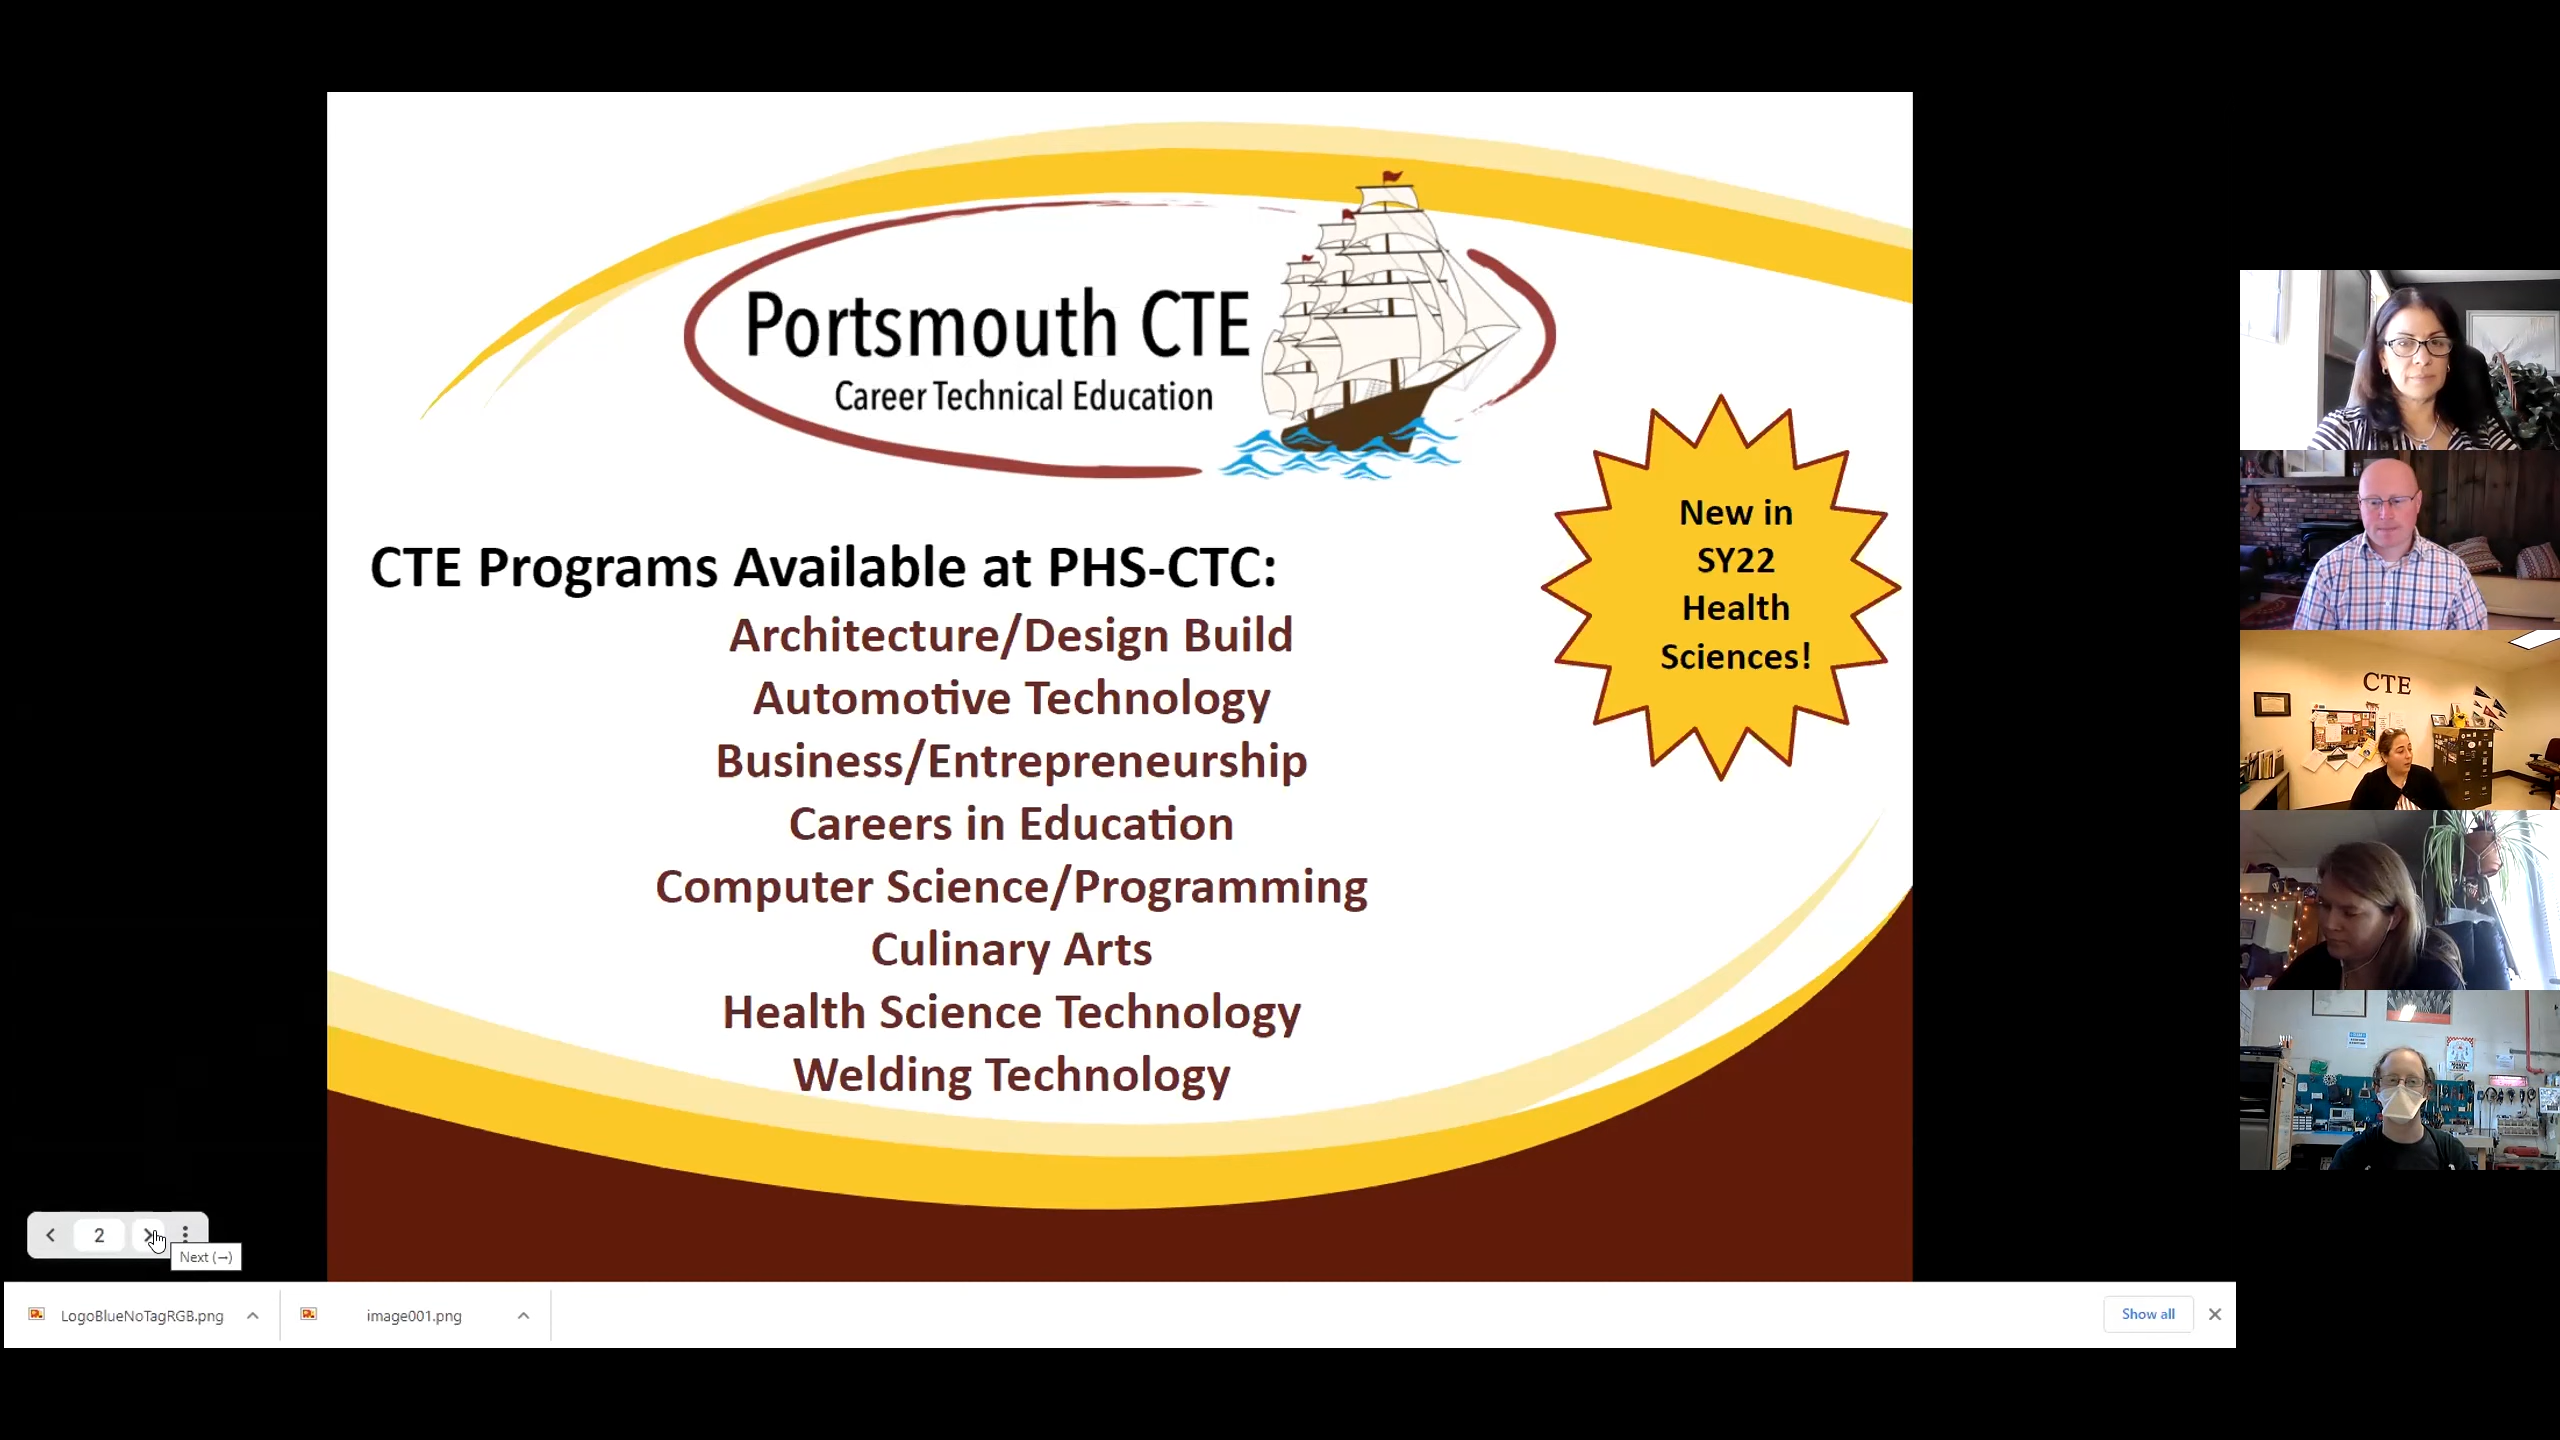 Portsmouth CTE
Career Technical Education
New in
SY22
Health
Sciences!
CTE Programs Available at PHS-CTC:
Architecture/Design Build
Automotive Technology
Business/Entrepreneurship
Careers in Education
Computer Science/Programming
Culinary Arts
Health Science Technology
Welding Technology
2
Next (→)
LogoBlueNoTagRGB.png
image001.png
Show all
CTE